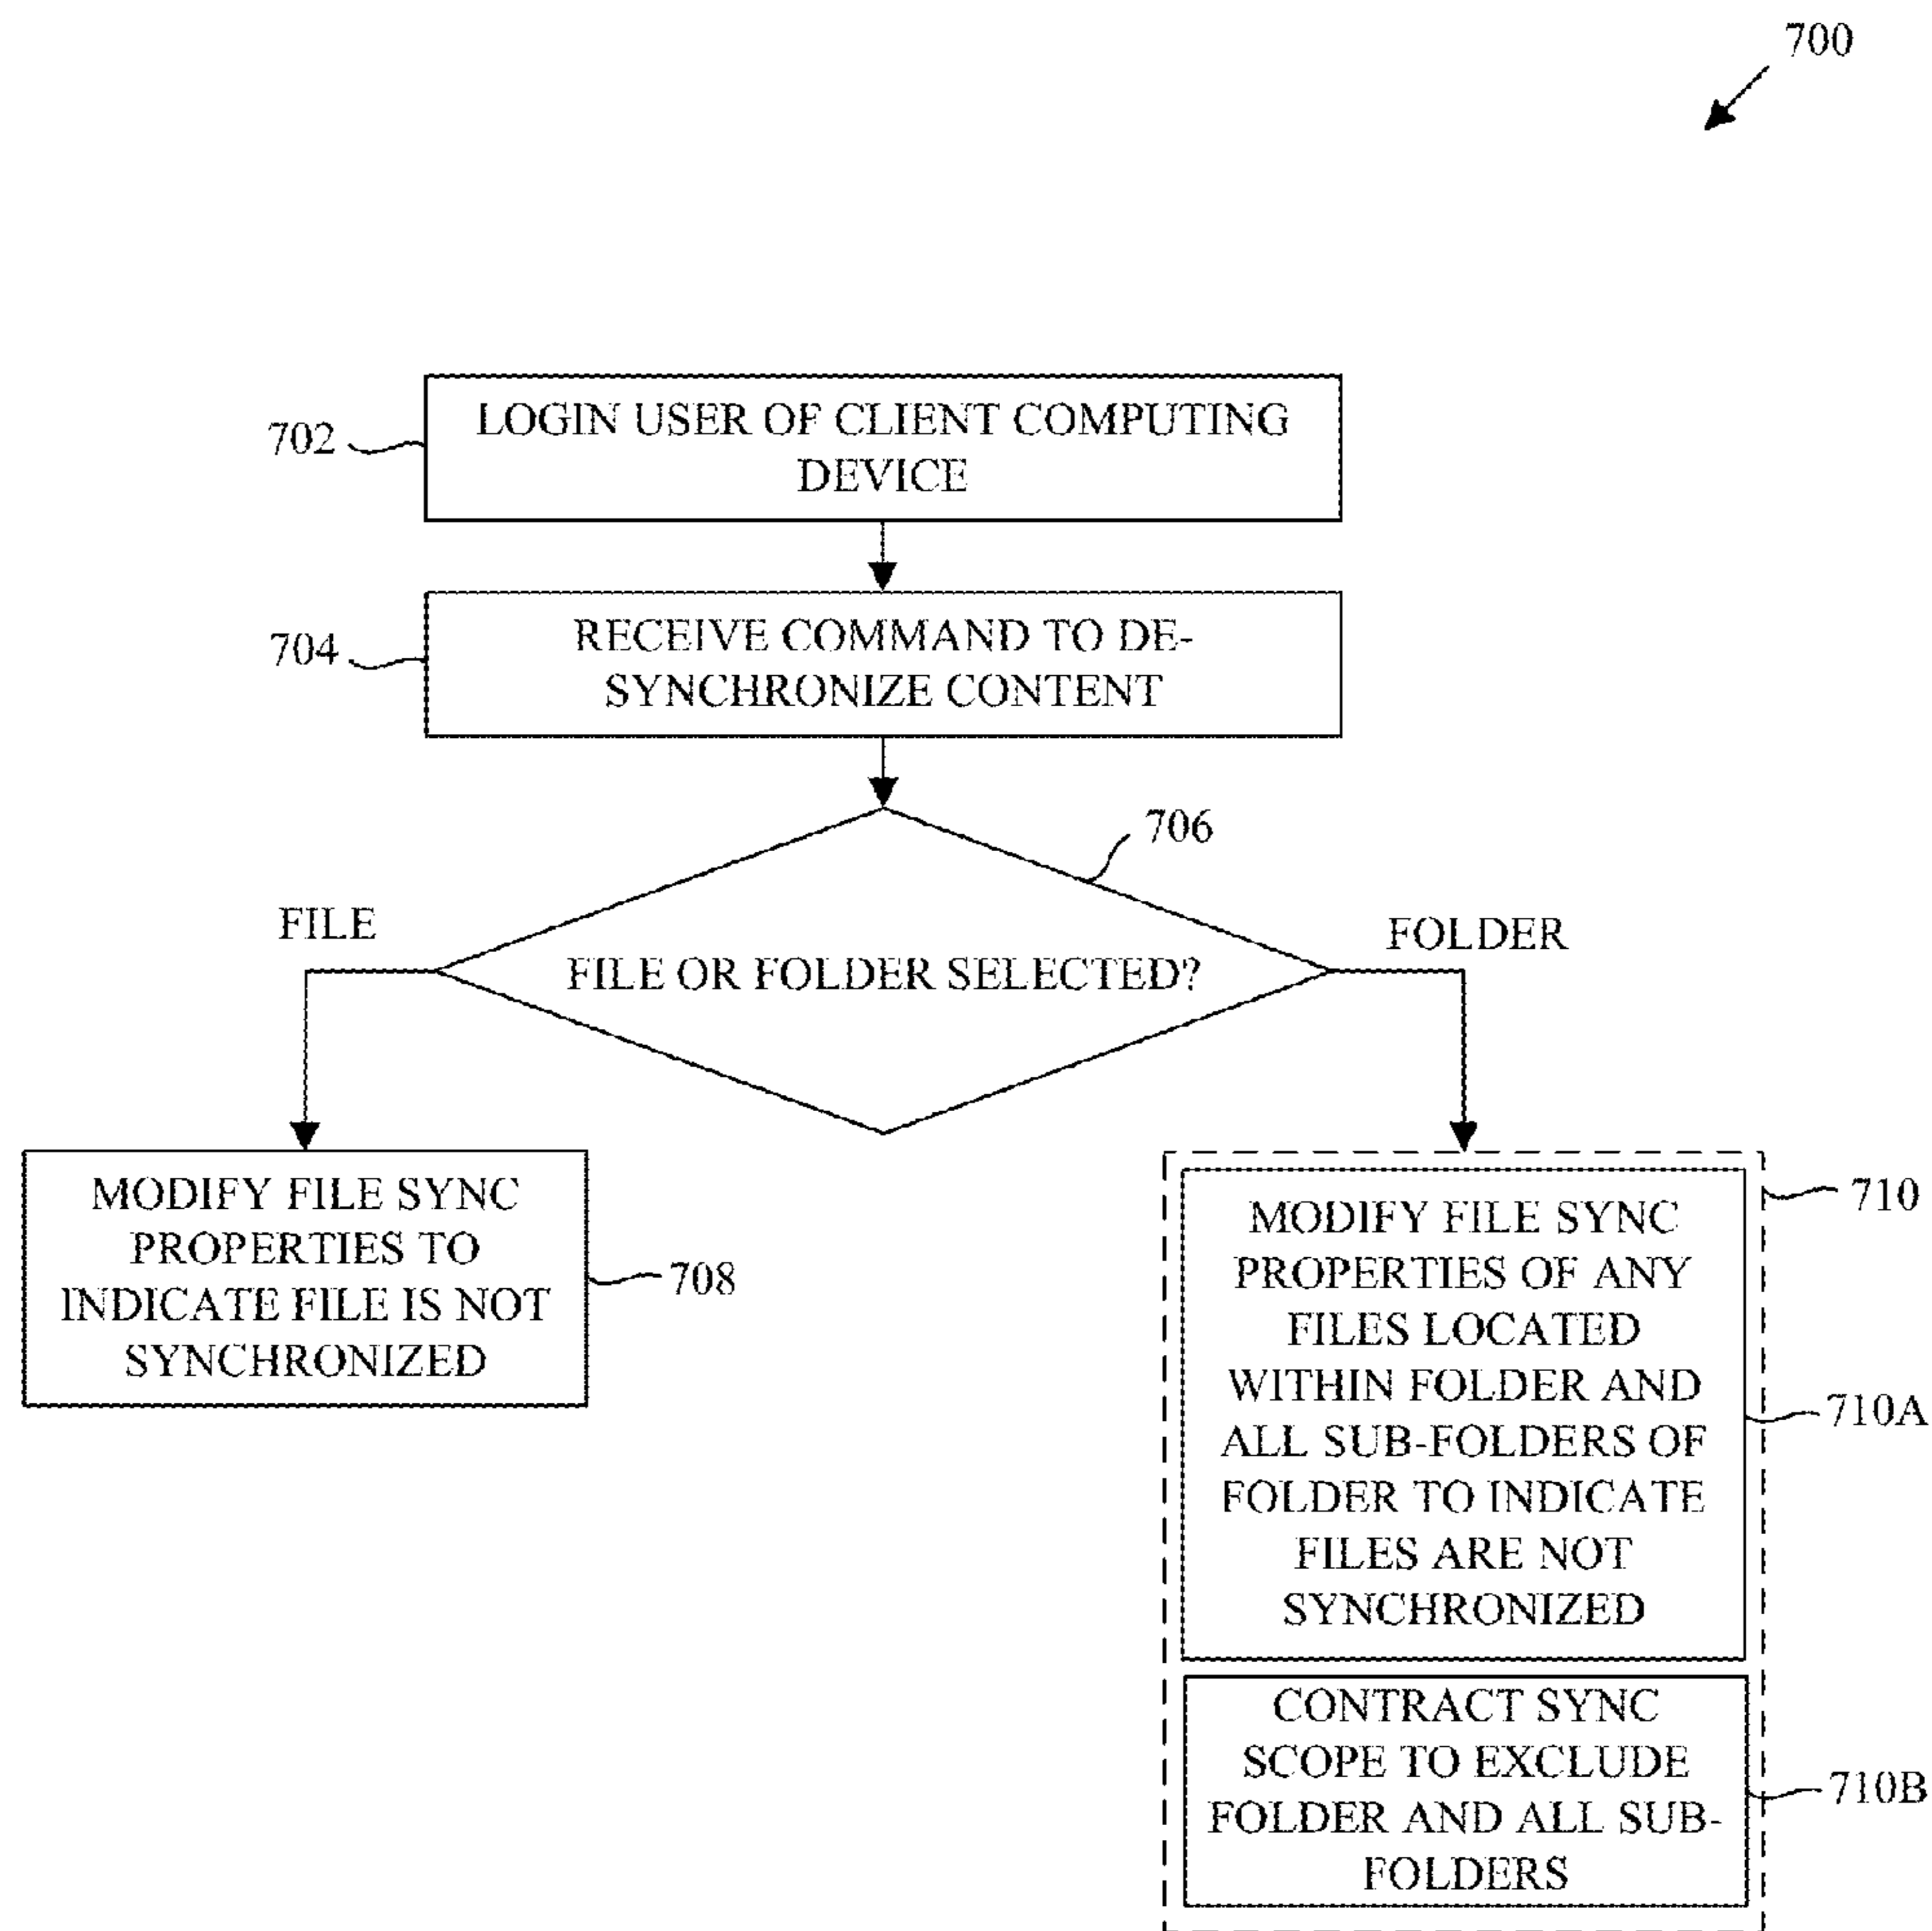 700
702
LOGIN USER OF CLIENT COMPUTING
DEVICE
704
RECEIVE COMMAND TO DE-
SYNCHRONIZE CONTENT
706
FILE
FILE OR FOLDER SELECTED?
FOLDER
MODIFY FILE SYNC
PROPERTIES TO
INDICATE FILE IS NOT
SYNCHRONIZED
708
710
MODIFY FILE SYNC
PROPERTIES OF ANY
FILES LOCATED
WITHIN FOLDER AND
ALL SUB-FOLDERS OF
FOLDER TO INDICATE
FILES ARE NOT
SYNCHRONIZED
710A
CONTRACT SYNC
SCOPE TO EXCLUDE
FOLDER AND ALL SUB-
FOLDERS
710B